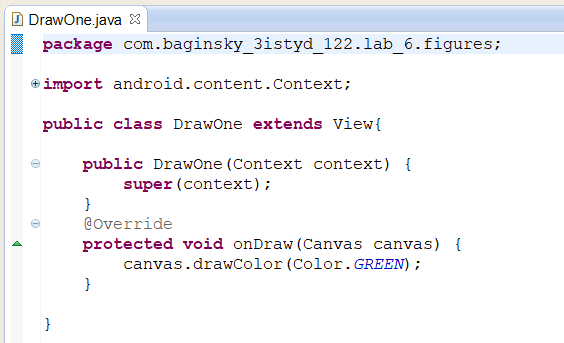 DrawOne.java
package com.baginsky_3istyd_122.lab_6.figures;
import android.content.Context;
public class DrawOne extends View{
public DrawOne(Context context) {
super(context);
}
@Override
protected void onDraw(Canvas canvas) {
canvas.drawColor(Color.GREEN);
}
}